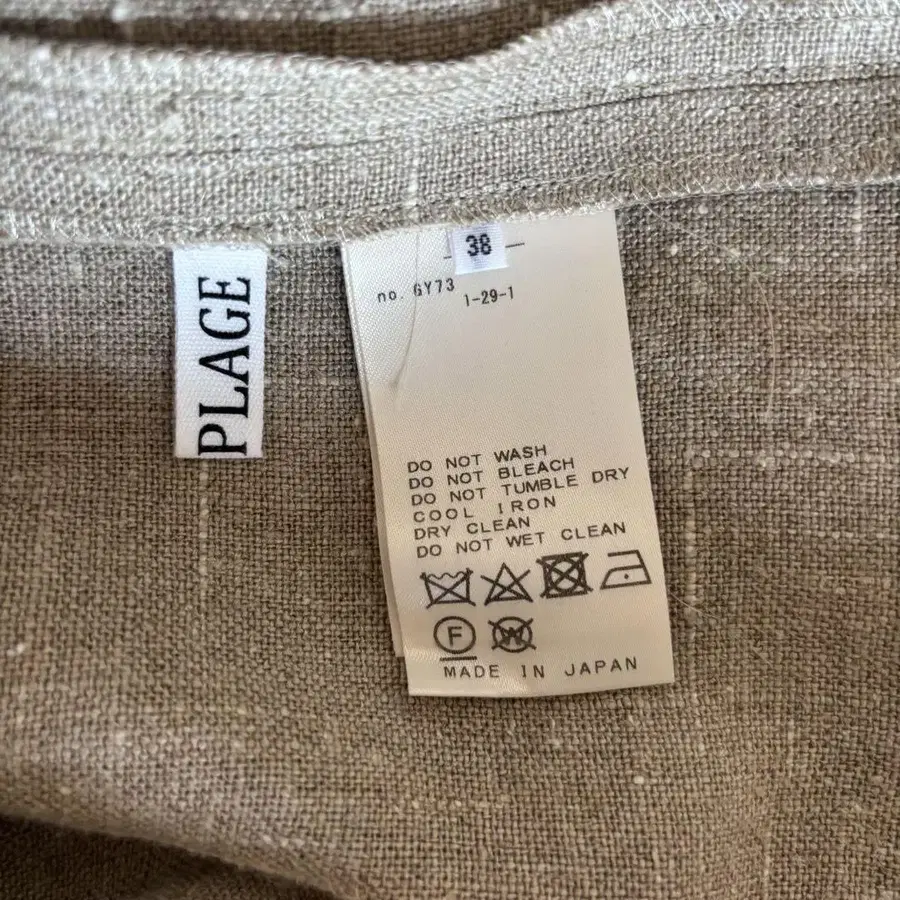 PLAGE
38
no. GY73
1-29-1
DO NOT WASH
DO NOT BLEACH
DO NOT TUMBLE DRY
COOL IRON
DRY CLEAN
DO NOT WET CLEAN
F W
MADE IN JAPAN